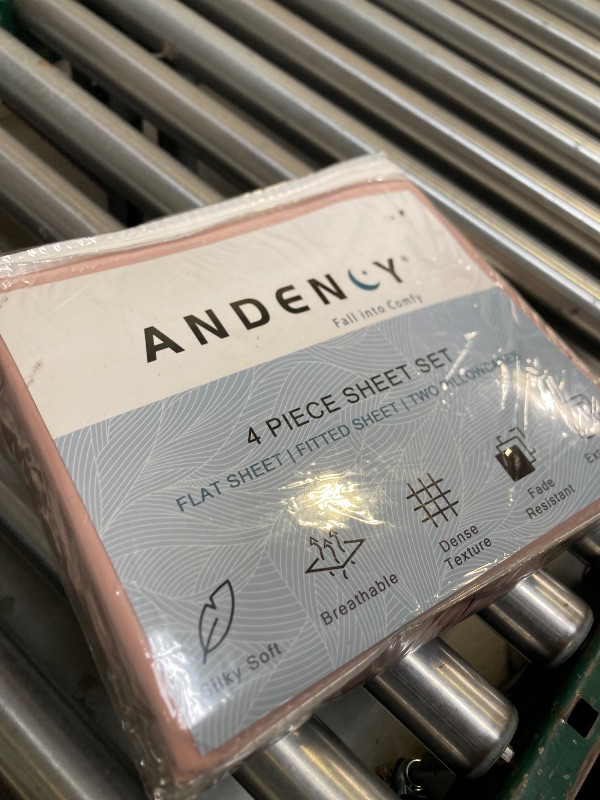 ANDENCY®
Fall into Comfy
4 PIECE SHEET SET
FLAT SHEET | FITTED SHEET | TWO PILLOWCASES
Silky Soft
Breathable
Dense
Texture
Fade
Resistant